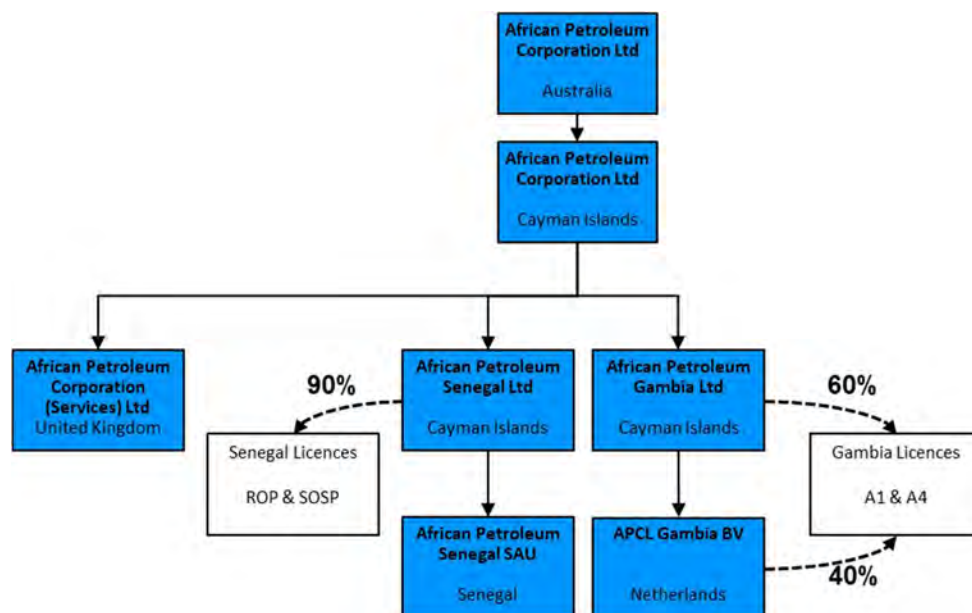 African Petroleum
Corporation Ltd
Australia
African Petroleum
Corporation Ltd
Cayman Islands
African Petroleum
Corporation
(Services) Ltd
United Kingdom
90%
Senegal Licences
ROP & SOSP
African Petroleum
Senegal Ltd
Cayman Islands
African Petroleum
Gambia Ltd
Cayman Islands
60%
Gambia Licences
A1 & A4
African Petroleum
Senegal SAU
Senegal
APCL Gambia BV
Netherlands
40%